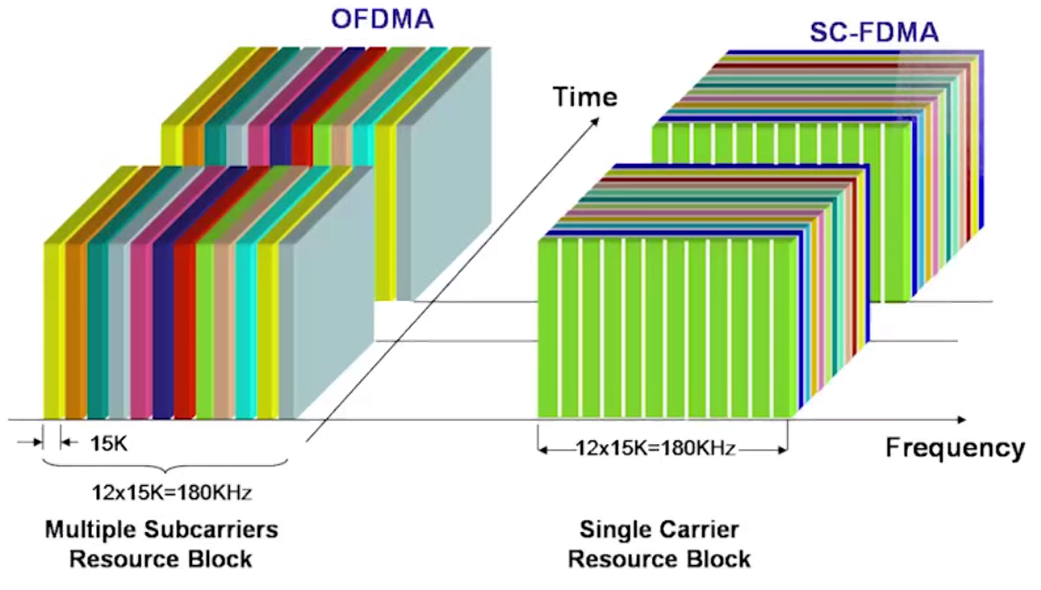 OFDMA
SC-FDMA
Time
15K
12x15K=180KHz
12x15K=180KHz
Frequency
Multiple Subcarriers
Resource Block
Single Carrier
Resource Block